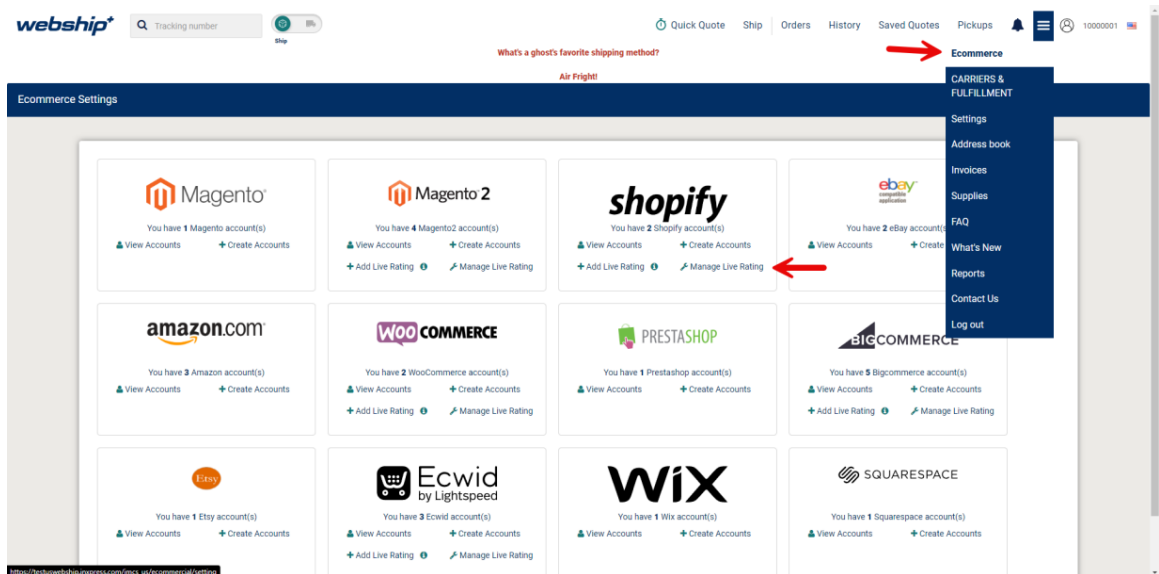 webship+
Tracking number
Ship
Quick Quote
Ship
Orders
History
Saved Quotes
Pickups
10000001
What's a ghost's favorite shipping method?
Air Fright!
Ecommerce
CARRIERS &
FULFILLMENT
Settings
Address book
Invoices
Supplies
FAQ
What's New
Reports
Contact Us
Log out
Ecommerce Settings
Magento
You have 1 Magento account(s)
View Accounts
Create Accounts
Magento 2
You have 4 Magento2 account(s)
View Accounts
Create Accounts
Add Live Rating
Manage Live Rating
shopify
You have 2 Shopify account(s)
View Accounts
Create Accounts
Add Live Rating
Manage Live Rating
ebay
compatible
application
You have 2 eBay account(s
View Accounts
Create
amazon.com
You have 3 Amazon account(s)
View Accounts
Create Accounts
WOO COMMERCE
You have 2 WooCommerce account(s)
View Accounts
Create Accounts
Add Live Rating
Manage Live Rating
PRESTASHOP
You have 1 Prestashop account(s)
View Accounts
Create Accounts
BIGCOMMERCE
You have 5 Bigcommerce account(s)
View Accounts
Create Accounts
Add Live Rating
Manage Live Rating
Etsy
You have 1 Etsy account(s)
View Accounts
Create Accounts
Ecwid
by Lightspeed
You have 3 Ecwid account(s)
View Accounts
Create Accounts
Add Live Rating
Manage Live Rating
WiX
You have 1 Wix account(s)
View Accounts
Create Accounts
SQUARESPACE
You have 1 Squarespace account(s)
View Accounts
Create Accounts
https://testuswebship.inxpress.com/imcs_us/ecommercial/setting